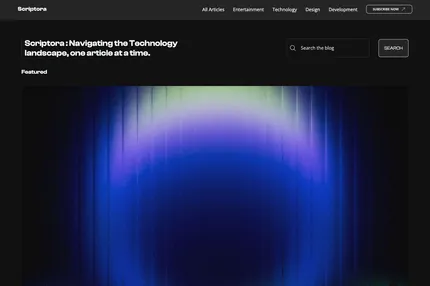 Scriptora
All Articles Entertainment Technology Design Development SUBSCRIBE NOW
Scriptora : Navigating the Technology
landscape, one article at a time.
Search the blog
SEARCH
Featured